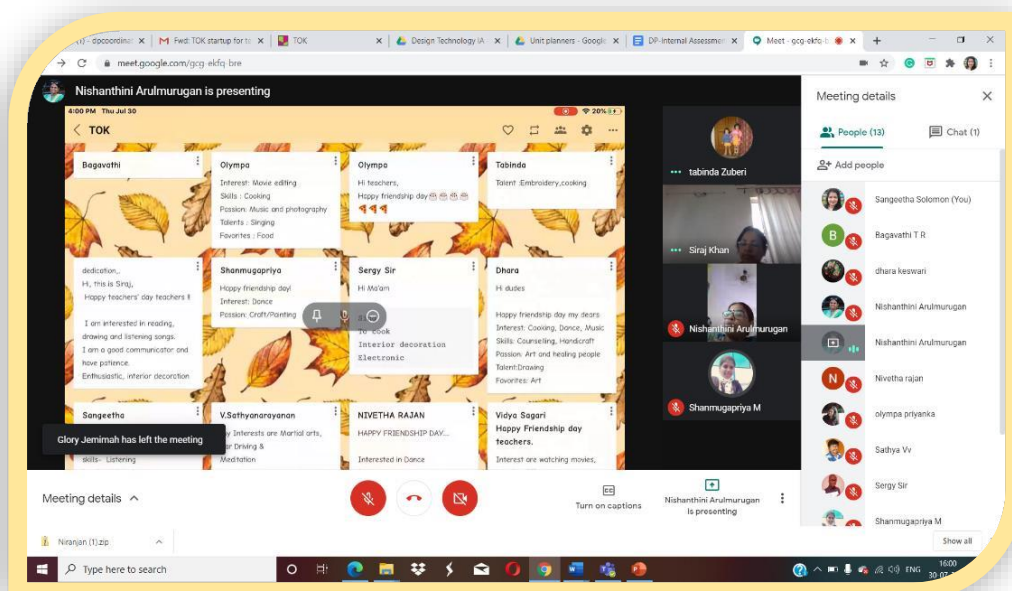 Fwd: TOK startup for t
TOK
Design Technology IA
Unit planners - Google
DP-Internal Assessmen
Meet - gcg-ekfq-b
meet.google.com/gcg-ekfq-bre
Nishanthini Arulmurugan is presenting
4:00 PM Thu Jul 30
20%
TOK
Bagavathi
Olympa
Interest: Movie editing
Skills : Cooking
Passion: Music and photography
Talents : Singing
Favorites : Food
Olympa
Hi teachers,
Happy friendship day
Tabinda
Talent :Embroidery,cooking
dedication,.
Hi, this is Siraj,
Happy teachers' day teachers
I am interested in reading,
drawing and listening songs.
I am a good communicator and
have patience.
Enthusiastic, interior decoration
Shanmugapriya
Happy friendship day!
Interest: Dance
Passion: Craft/Painting
Sergy Sir
Hi Ma'am
To cook
Interior decoration
Electronic
Dhara
Hi dudes
Happy friendship day my dears
Interest: Cooking, Dance, Music
Skills: Counselling, Handicraft
Passion: Art and healing people
Talent:Drawing
Favorites: Art
Sangeetha
skills- Listening
V.Sathyanarayanan
My Interests are Martial arts,
Car Driving &
Meditation
NIVETHA RAJAN
HAPPY FRIENDSHIP DAY...
Interested in Dance
Vidya Sagari
Happy Friendship day
teachers.
Interest are watching movies,
Glory Jemimah has left the meeting
tabinda Zuberi
Siraj Khan
Nishanthini Arulmurugan
Shanmugapriya M
Meeting details
People (13)
Chat (1)
Add people
Sangeetha Solomon (You)
B
Bagavathi T R
dhara keswari
Nishanthini Arulmurugan
Nishanthini Arulmurugan
N
Nivetha rajan
olympa priyanka
Sathya Vv
Sergy Sir
Shanmugapriya M
Meeting details
Turn on captions
Nishanthini Arulmurugan
is presenting
Niranjan (1).zip
Show all
Type here to search
ENG
16:00
30-07-